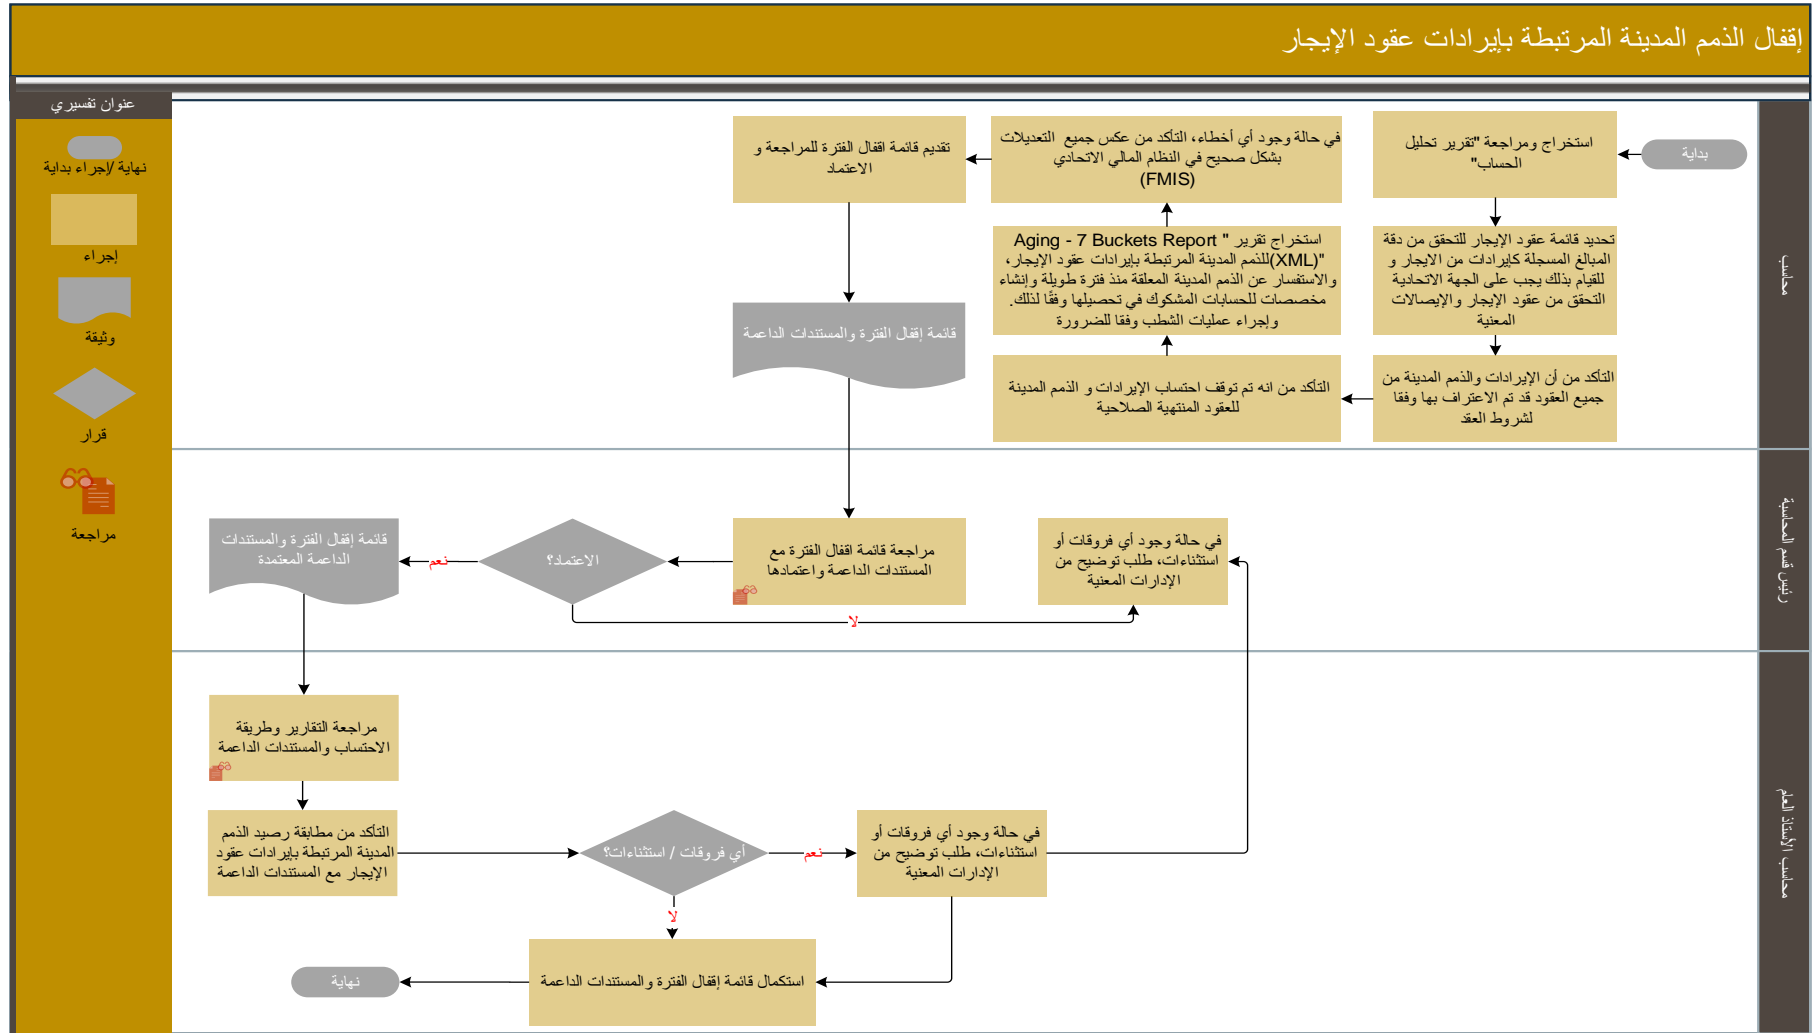 إقفال الذمم المدينة المرتبطة بإيرادات عقود الإيجار
محاسب
بداية
استخراج ومراجعة "تقرير تحليل
الحساب"
تحديد قائمة عقود الإيجار للتحقق من دقة
المبالغ المسجلة كإيرادات من الايجار و
للقيام بذلك يجب على الجهة الاتحادية
التحقق من عقود الإيجار والإيصالات
المعنية
التأكد من أن الإيرادات والذمم المدينة من
جميع العقود قد تم الاعتراف بها وفقا
لشروط العقد
التأكد من انه تم توقف احتساب الإيرادات و الذمم المدينة
للعقود المنتهية الصلاحية
استخراج تقرير " Aging - 7 Buckets Report
(XML)"للذمم المدينة المرتبطة بإيرادات عقود الإيجار،
والاستفسار عن الذمم المدينة المعلقة منذ فترة طويلة وإنشاء
مخصصات للحسابات المشكوك في تحصيلها وفقًا لذلك.
وإجراء عمليات الشطب وفقا للضرورة
في حالة وجود أي أخطاء، التأكد من عكس جميع التعديلات
بشكل صحيح في النظام المالي الاتحادي
(FMIS)
تقديم قائمة اقفال الفترة للمراجعة و
الاعتماد
قائمة إقفال الفترة والمستندات الداعمة
رئيس قسم المحاسبة
في حالة وجود أي فروقات أو
استثناءات، طلب توضيح من
الإدارات المعنية
مراجعة قائمة اقفال الفترة مع
المستندات الداعمة واعتمادها
الاعتماد؟
نعم
لا
قائمة إقفال الفترة والمستندات
الداعمة المعتمدة
محاسب الأستاذ العام
مراجعة التقارير وطريقة
الاحتساب والمستندات الداعمة
التأكد من مطابقة رصيد الذمم
المدينة المرتبطة بإيرادات عقود
الإيجار مع المستندات الداعمة
أي فروقات / استثناءات؟
نعم
لا
في حالة وجود أي فروقات أو
استثناءات، طلب توضيح من
الإدارات المعنية
استكمال قائمة إقفال الفترة والمستندات الداعمة
نهاية
عنوان تفسيري
نهاية /إجراء بداية
إجراء
وثيقة
قرار
مراجعة